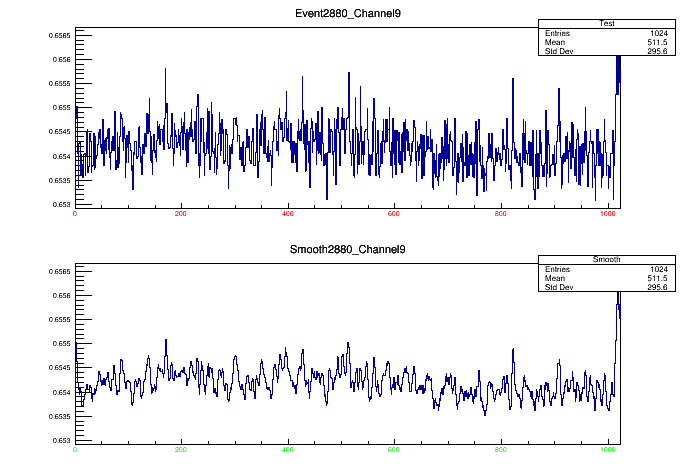 Event2880_Channel9
Test
Entries 1024
Mean 511.5
Std Dev 295.6
0.6565
0.656
0.6555
0.655
0.6545
0.654
0.6535
0.653
0 200 400 600 800 1000
Smooth2880_Channel9
Smooth
Entries 1024
Mean 511.5
Std Dev 295.6
0.6565
0.656
0.6555
0.655
0.6545
0.654
0.6535
0.653
0 200 400 600 800 1000